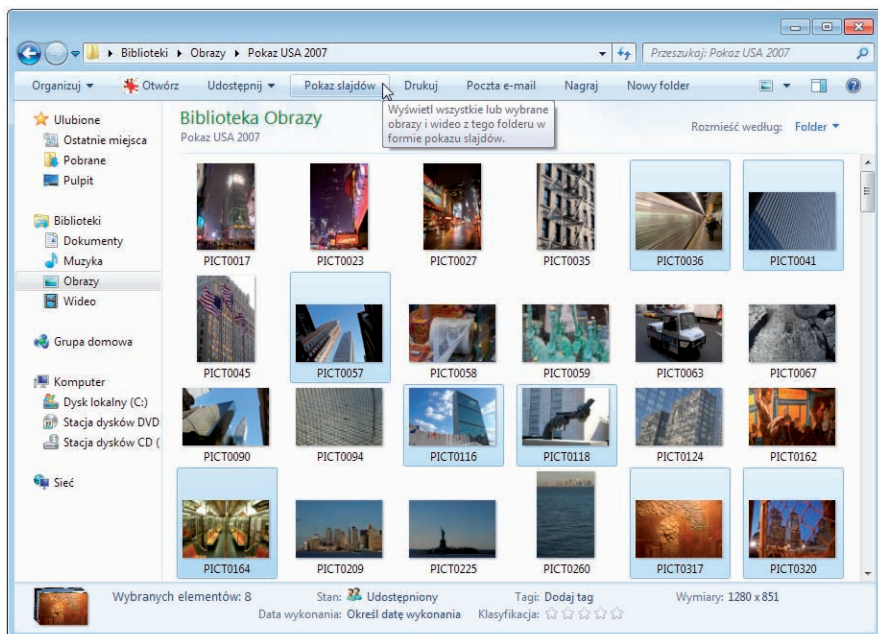 Biblioteki ▸ Obrazy ▸ Pokaz USA 2007
Przeszukaj: Pokaz USA 2007
Organizuj Otwórz Udostępnij Pokaz slajdów Drukuj Poczta e-mail Nagraj Nowy folder
Wyświetl wszystkie lub wybrane
obrazy i wideo z tego folderu w
formie pokazu slajdów.
Ulubione
Ostatnie miejsca
Pobrane
Pulpit
Biblioteki
Dokumenty
Muzyka
Obrazy
Wideo
Grupa domowa
Komputer
Dysk lokalny (C:)
Stacja dysków DVD
Stacja dysków CD (
Sieć
Biblioteka Obrazy
Pokaz USA 2007
Rozmieść według: Folder
PICT0017 PICT0023 PICT0027 PICT0035 PICT0036 PICT0041
PICT0045 PICT0057 PICT0058 PICT0059 PICT0063 PICT0067
PICT0090 PICT0094 PICT0116 PICT0118 PICT0124 PICT0162
PICT0164 PICT0209 PICT0225 PICT0260 PICT0317 PICT0320
Wybranych elementów: 8 Stan: Udostępniony Tagi: Dodaj tag Wymiary: 1280 x 851
Data wykonania: Określ datę wykonania Klasyfikacja: